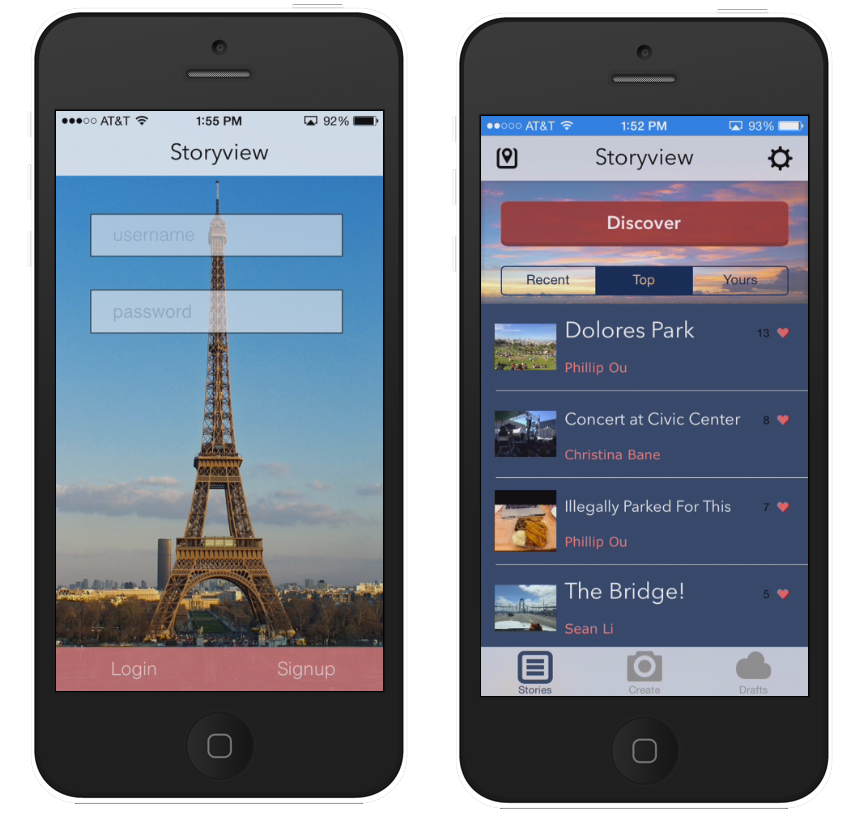 AT&T 1:55 PM 92%
Storyview
username
password
Login Signup
AT&T 1:52 PM 93%
Storyview
Discover
Recent Top Yours
Dolores Park 13
Phillip Ou
Concert at Civic Center 8
Christina Bane
Illegally Parked For This 7
Phillip Ou
The Bridge! 5
Sean Li
Stories Create Drafts